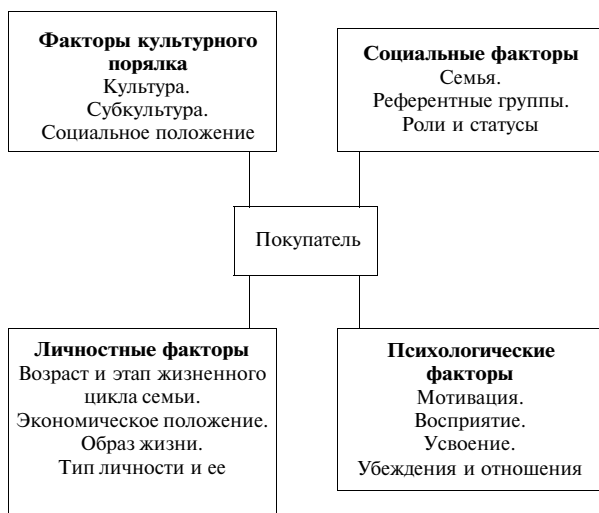 Факторы культурного
порялка
Культура.
Субкультура.
Социальное положение
Социальные факторы
Семья.
Референтные группы.
Роли и статусы
Покупатель
Личностные факторы
Возраст и этап жизненного
цикла семьи.
Экономическое положение.
Образ жизни.
Тип личности и ее
Психологические
факторы
Мотивация.
Восприятие.
Усвоение.
Убеждения и отношения